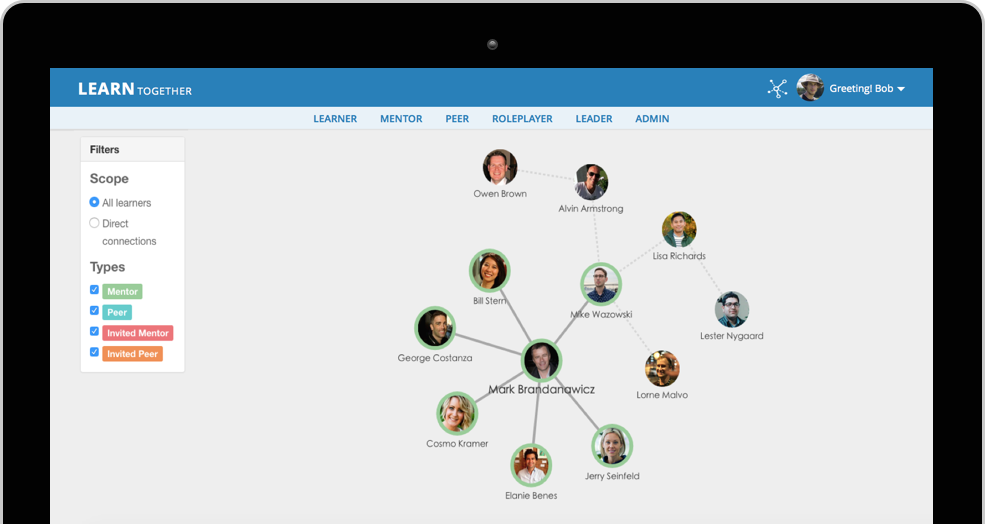 LEARN TOGETHER
Greeting! Bob
LEARNER MENTOR PEER ROLEPLAYER LEADER ADMIN
Filters
Scope
All learners
Direct
connections
Types
Mentor
Peer
Invited Mentor
Invited Peer
Owen Brown
Alvin Armstrong
Lisa Richards
Bill Stern
Mike Wazowski
Lester Nygaard
George Costanza
Mark Brandanawicz
Lorne Malvo
Cosmo Kramer
Jerry Seinfeld
Elanie Benes